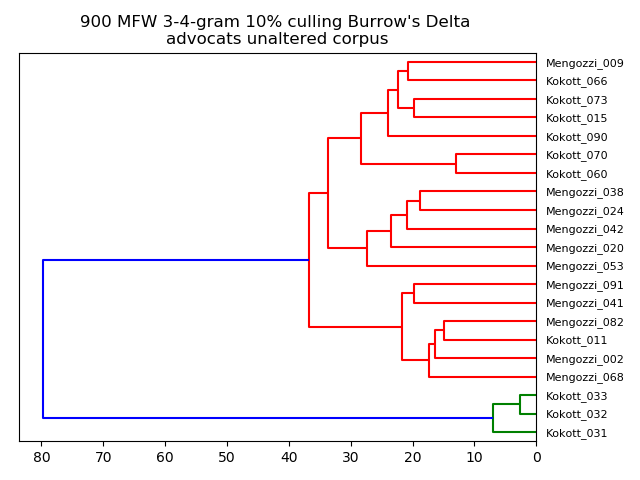 900 MFW 3-4-gram 10% culling Burrow's Delta
advocats unaltered corpus
Mengozzi_009
Kokott_066
Kokott_073
Kokott_015
Kokott_090
Kokott_070
Kokott_060
Mengozzi_038
Mengozzi_024
Mengozzi_042
Mengozzi_020
Mengozzi_053
Mengozzi_091
Mengozzi_041
Mengozzi_082
Kokott_011
Mengozzi_002
Mengozzi_068
Kokott_033
Kokott_032
Kokott_031
80 70 60 50 40 30 20 10 0